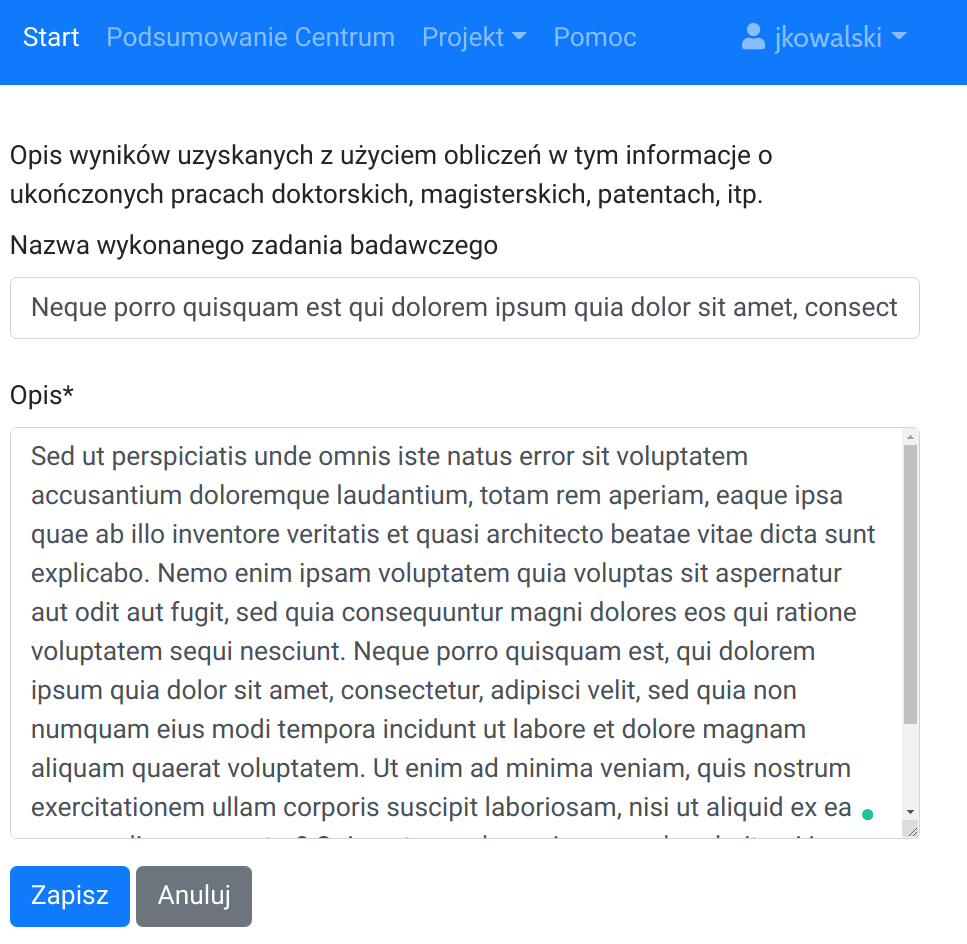 Start Podsumowanie Centrum Projekt Pomoc jkowalski
Opis wyników uzyskanych z użyciem obliczeń w tym informacje o
ukończonych pracach doktorskich, magisterskich, patentach, itp.
Nazwa wykonanego zadania badawczego
Neque porro quisquam est qui dolorem ipsum quia dolor sit amet, consect
Opis*
Sed ut perspiciatis unde omnis iste natus error sit voluptatem
accusantium doloremque laudantium, totam rem aperiam, eaque ipsa
quae ab illo inventore veritatis et quasi architecto beatae vitae dicta sunt
explicabo. Nemo enim ipsam voluptatem quia voluptas sit aspernatur
aut odit aut fugit, sed quia consequuntur magni dolores eos qui ratione
voluptatem sequi nesciunt. Neque porro quisquam est, qui dolorem
ipsum quia dolor sit amet, consectetur, adipisci velit, sed quia non
numquam eius modi tempora incidunt ut labore et dolore magnam
aliquam quaerat voluptatem. Ut enim ad minima veniam, quis nostrum
exercitationem ullam corporis suscipit laboriosam, nisi ut aliquid ex ea
Zapisz Anuluj